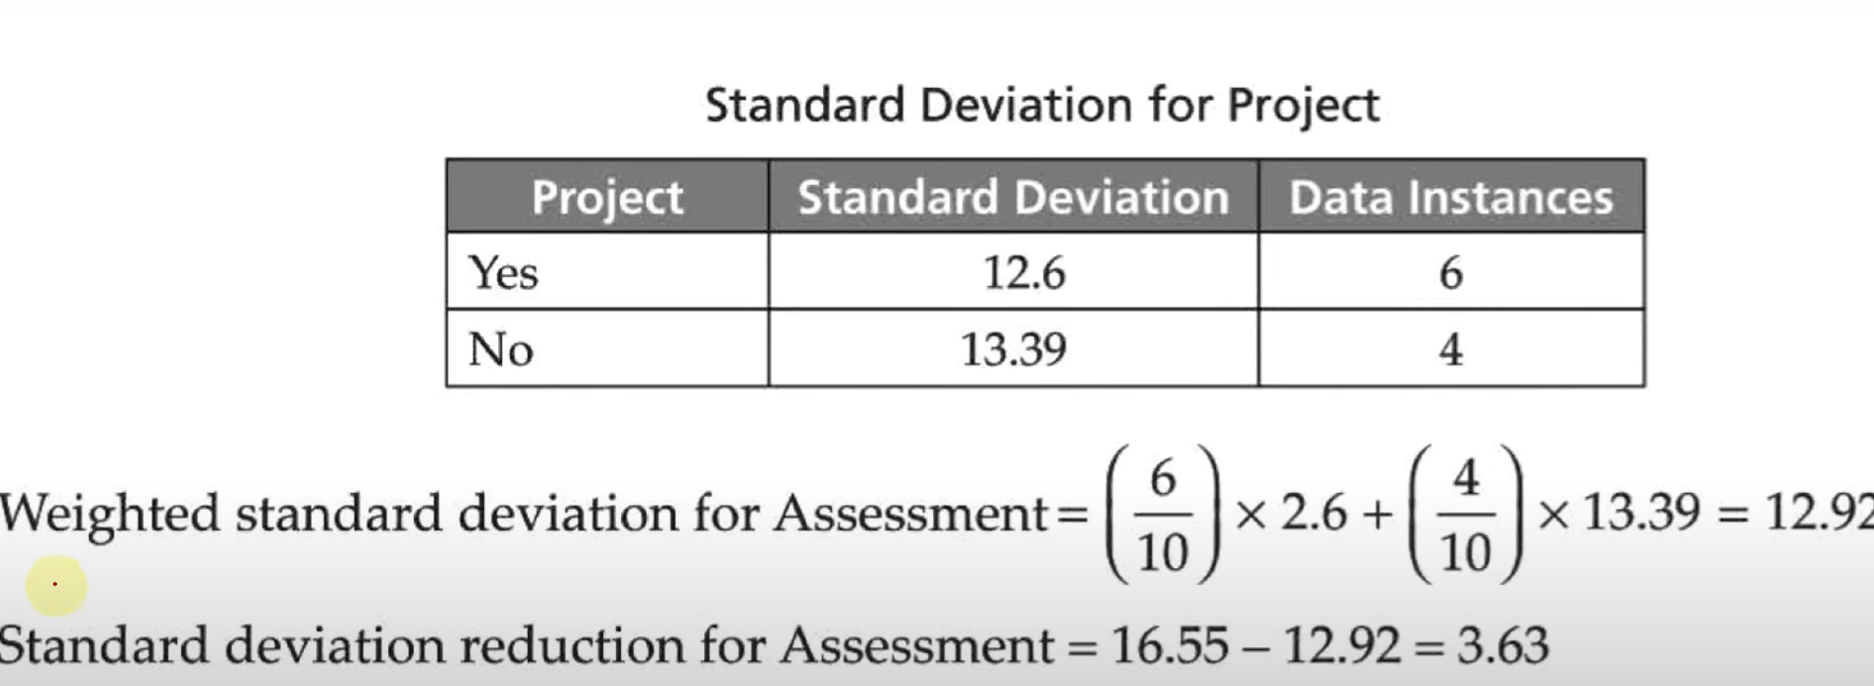 Standard Deviation for Project
Project Standard Deviation Data Instances
Yes 12.6 6
No 13.39 4
Weighted standard deviation for Assessment = (6/10) × 2.6 + (4/10) × 13.39 = 12.92
Standard deviation reduction for Assessment = 16.55 – 12.92 = 3.63